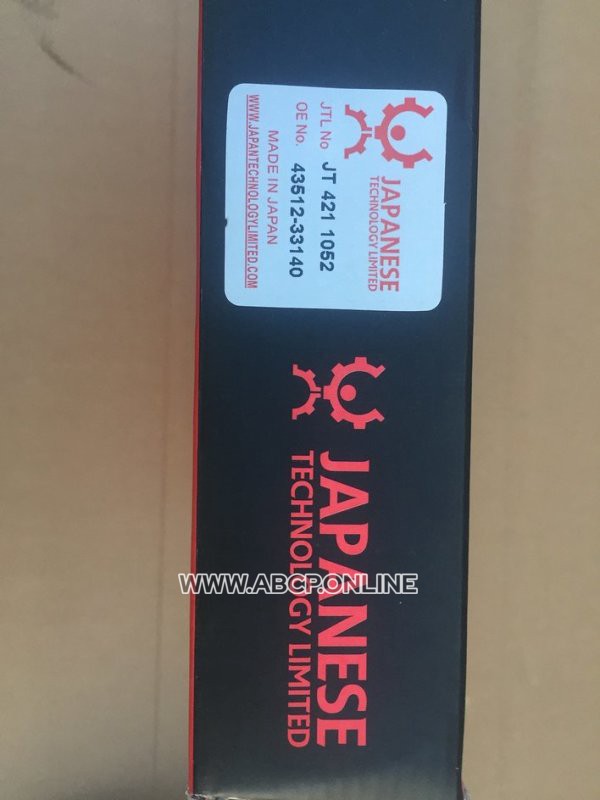 JAPANESE
TECHNOLOGY LIMITED
JTL No JT 421 1052
OE No. 43512-33140
MADE IN JAPAN
WWW.JAPANTECHNOLOGYLIMITED.COM
JAPANESE
TECHNOLOGY LIMITED
WWW.ABCP.ONLINE